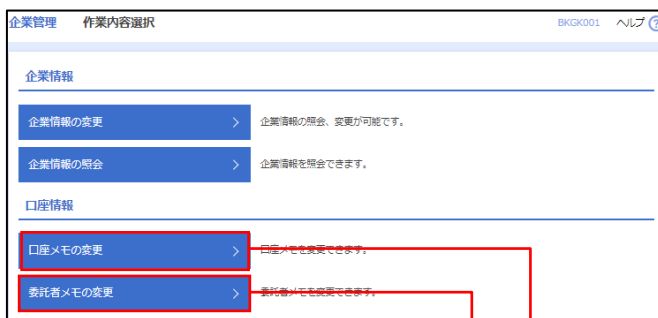 企業管理 作業内容選択 BKGK001 ヘルプ ?
企業情報
企業情報の変更 企業情報の照会、変更が可能です。
企業情報の照会 企業情報を照会できます。
口座情報
口座メモの変更 口座メモを変更できます。
委託者メモの変更 委託者メモを変更できます。